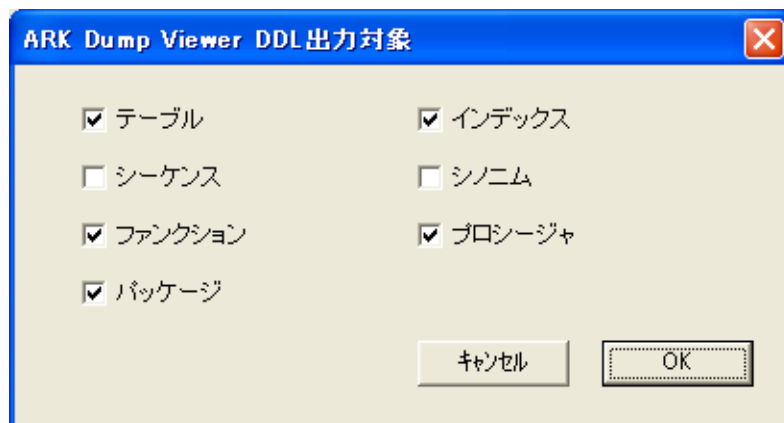 ARK Dump Viewer DDL出力対象
テーブル インデックス
シーケンス シノニム
ファンクション プロシージャ
パッケージ
ｷｬﾝｾﾙ OK